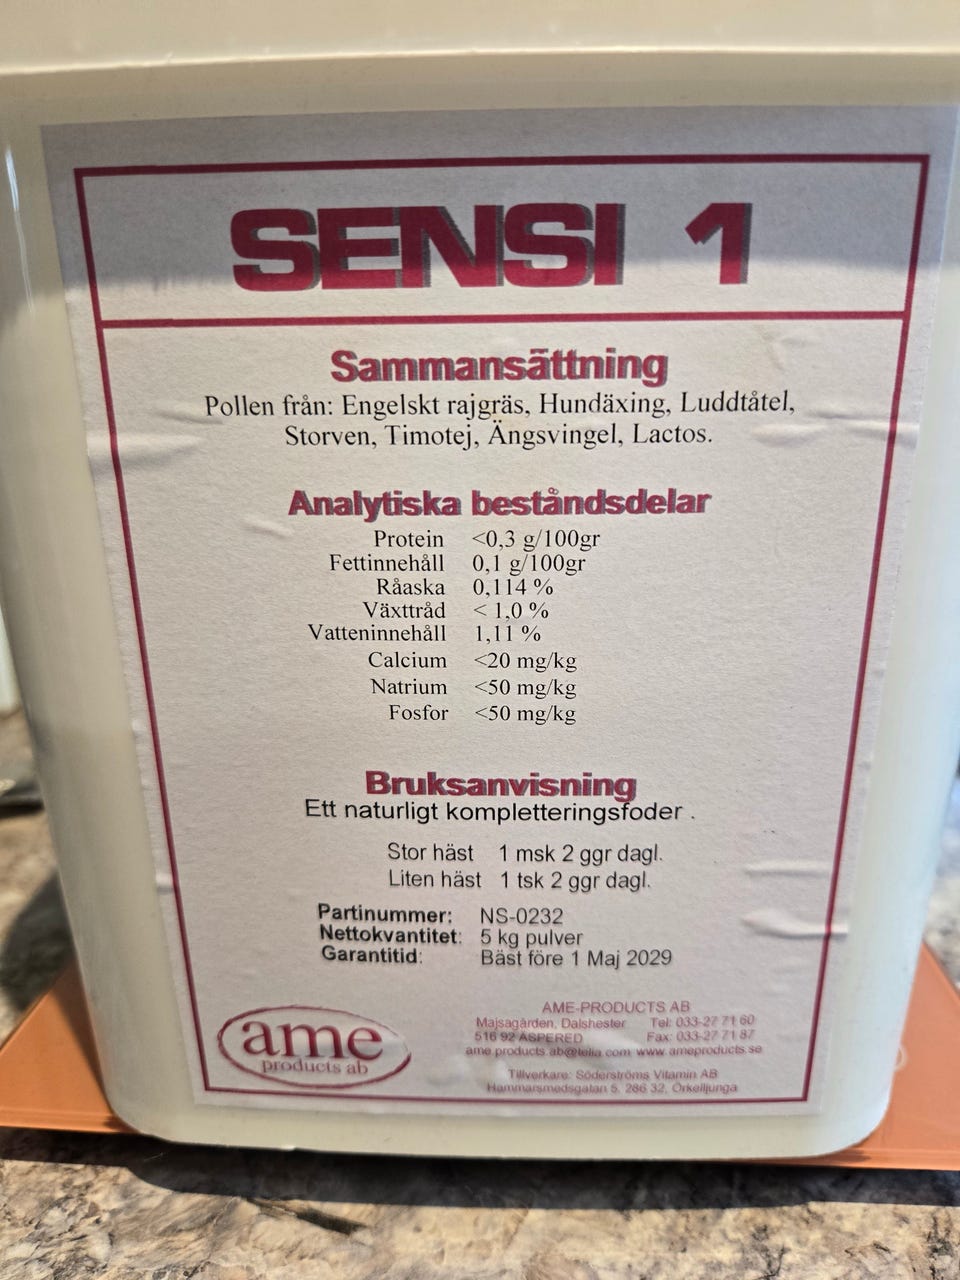 SENSI 1
Sammansättning
Pollen från: Engelskt rajgräs, Hundäxing, Luddtåtel,
Storven, Timotej, Ängsvingel, Lactos.
Analytiska beståndsdelar
Protein <0,3 g/100gr
Fettinnehåll 0,1 g/100gr
Råaska 0,114 %
Växttråd < 1,0 %
Vatteninnehåll 1,11 %
Calcium <20 mg/kg
Natrium <50 mg/kg
Fosfor <50 mg/kg
Bruksanvisning
Ett naturligt kompletteringsfoder .
Stor häst 1 msk 2 ggr dagl.
Liten häst 1 tsk 2 ggr dagl.
Partinummer: NS-0232
Nettokvantitet: 5 kg pulver
Garantitid: Bäst före 1 Maj 2029
ame
products ab
AME-PRODUCTS AB
Majsagården, Dalshester Tel: 033-27 71 60
516 92 ÄSPERED Fax: 033-27 71 87
ame.products.ab@telia.com www.ameproducts.se
Tillverkare: Söderströms Vitamin AB
Hammarsmedsgatan 5, 286 32, Örkelljunga